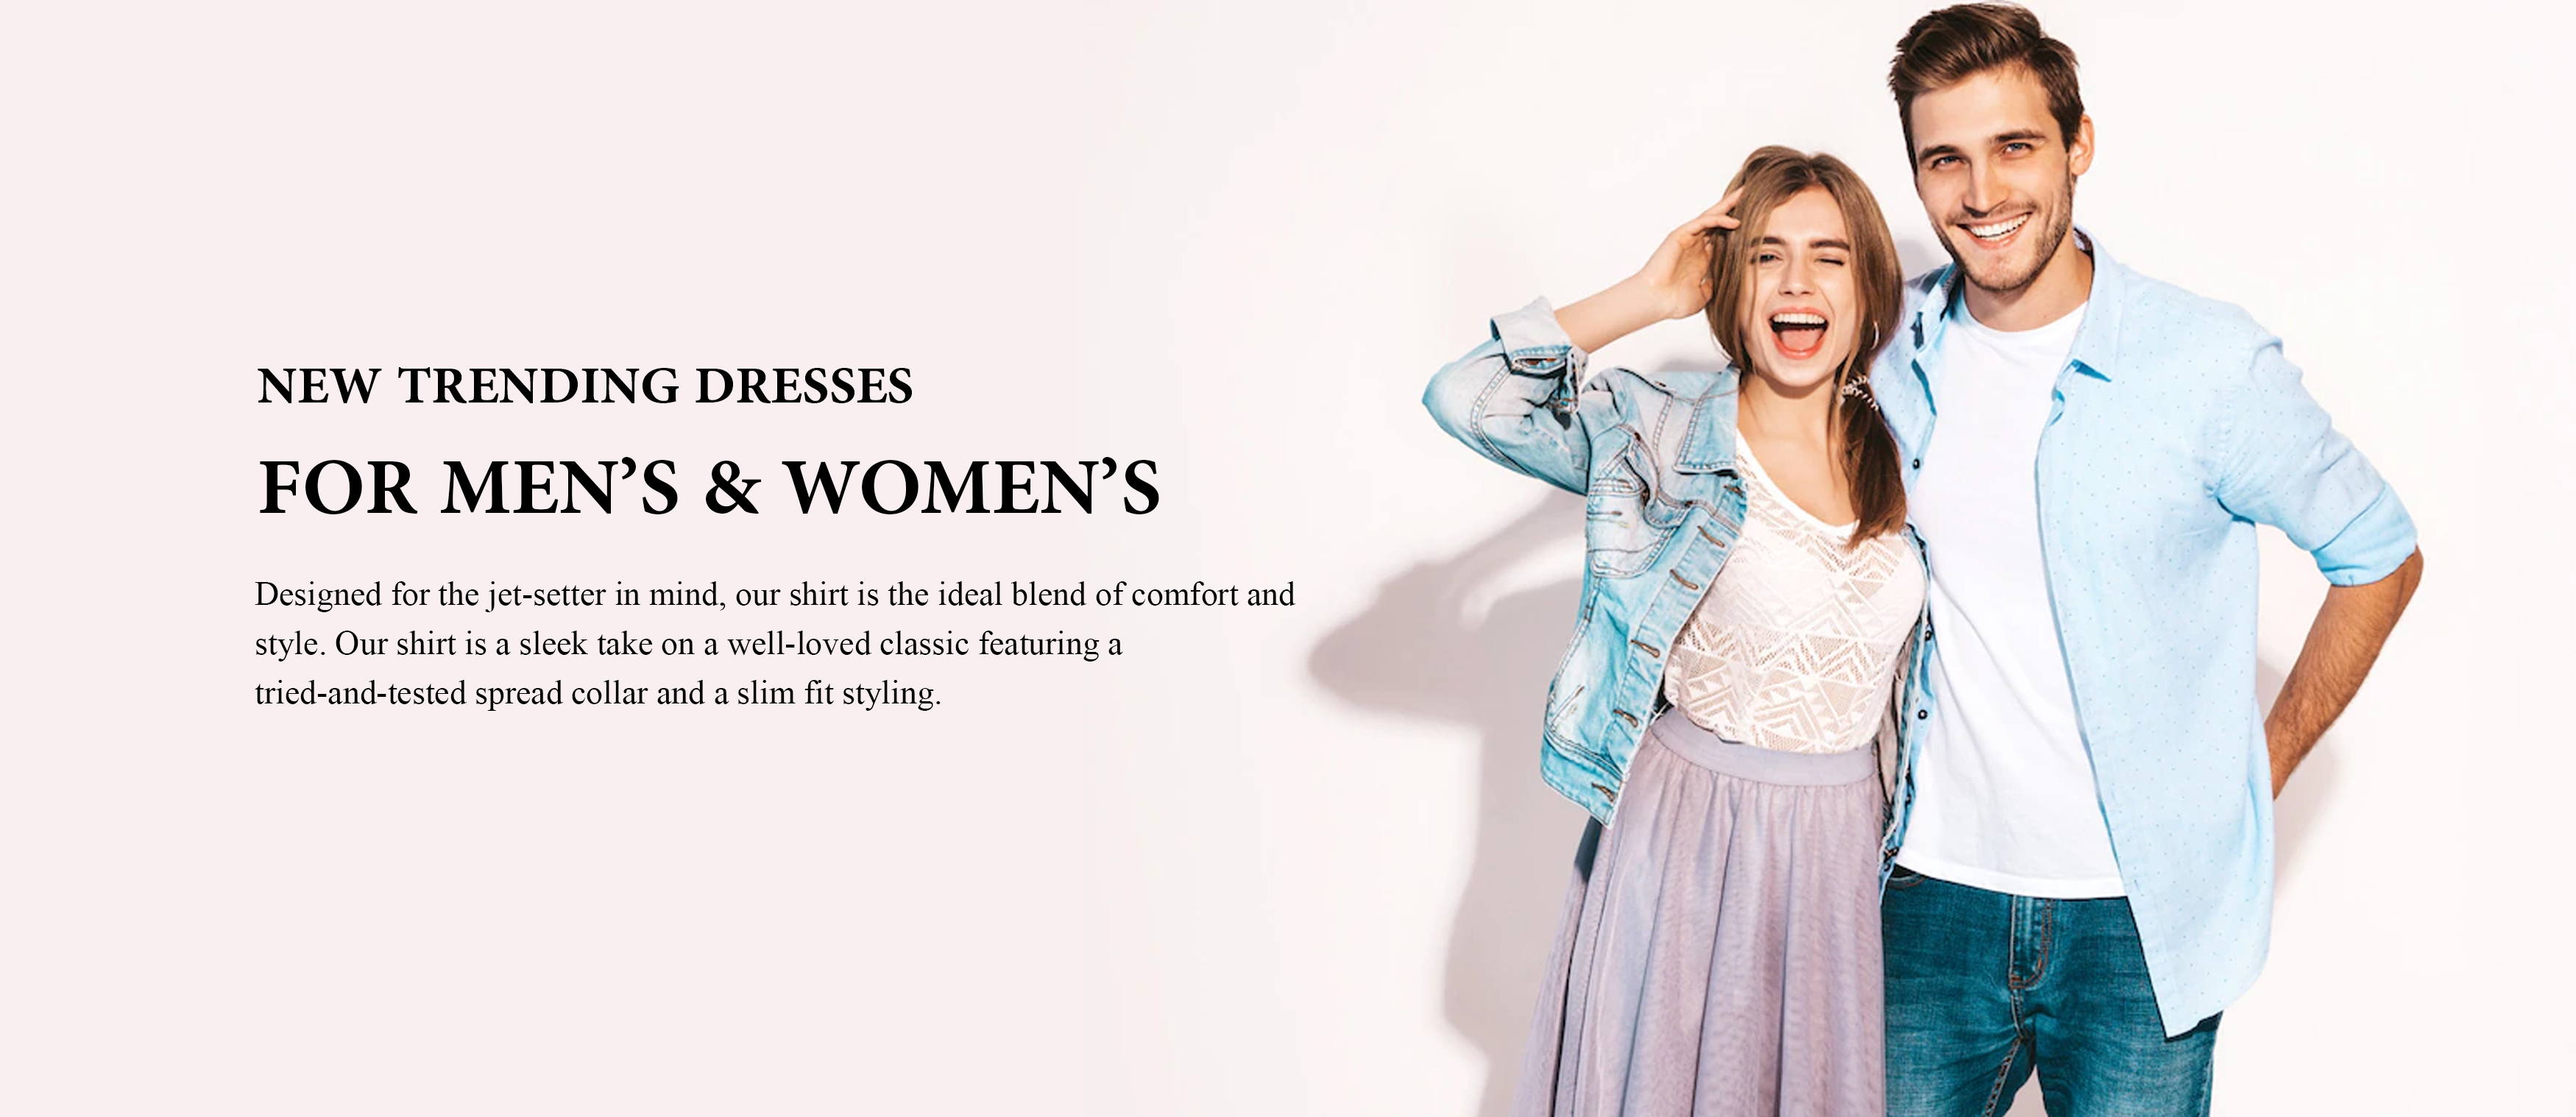 NEW TRENDING DRESSES
FOR MEN’S & WOMEN’S
Designed for the jet-setter in mind, our shirt is the ideal blend of comfort and
style. Our shirt is a sleek take on a well-loved classic featuring a
tried-and-tested spread collar and a slim fit styling.